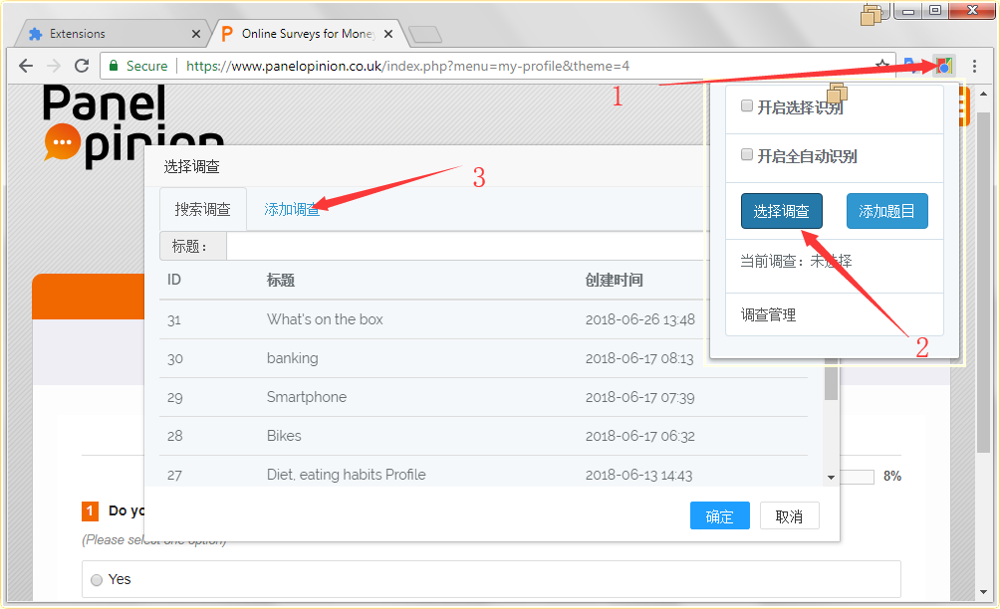 Extensions
Online Surveys for Mone
Secure
https://www.panelopinion.co.uk/index.php?menu=my-profile&theme=4
1
Panel
opinion
开启选择识别
开启全自动识别
选择调查
添加题目
当前调查：未选择
调查管理
2
选择调查
3
搜索调查
添加调查
标题：
ID 标题 创建时间
31 What's on the box 2018-06-26 13:48
30 banking 2018-06-17 08:13
29 Smartphone 2018-06-17 07:39
28 Bikes 2018-06-17 06:32
27 Diet, eating habits Profile 2018-06-13 14:43
8%
确定
取消
1 Do yo
(Please select one option)
Yes